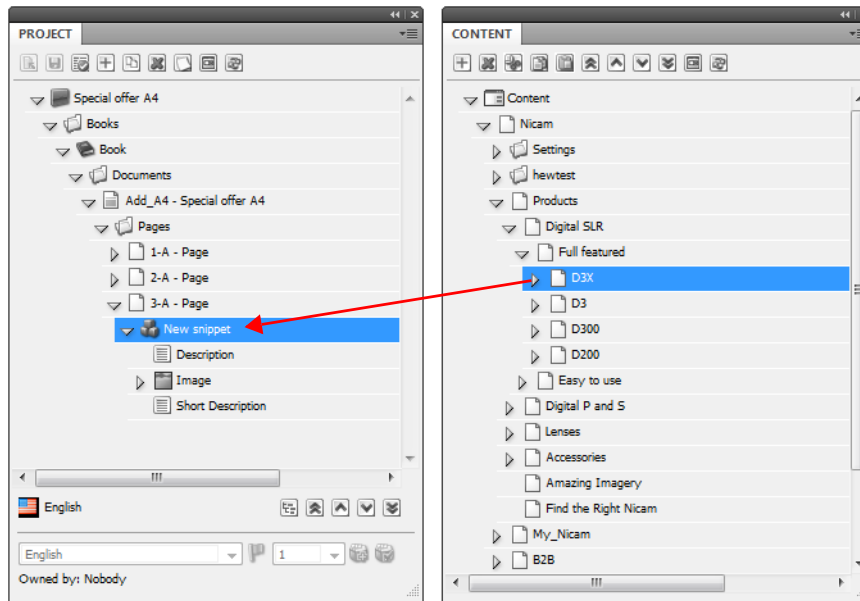 PROJECT
Special offer A4
Books
Book
Documents
Add_A4 - Special offer A4
Pages
1-A - Page
2-A - Page
3-A - Page
New snippet
Description
Image
Short Description
English
English
1
Owned by: Nobody
CONTENT
Content
Nicam
Settings
hewtest
Products
Digital SLR
Full featured
D3X
D3
D300
D200
Easy to use
Digital P and S
Lenses
Accessories
Amazing Imagery
Find the Right Nicam
My_Nicam
B2B